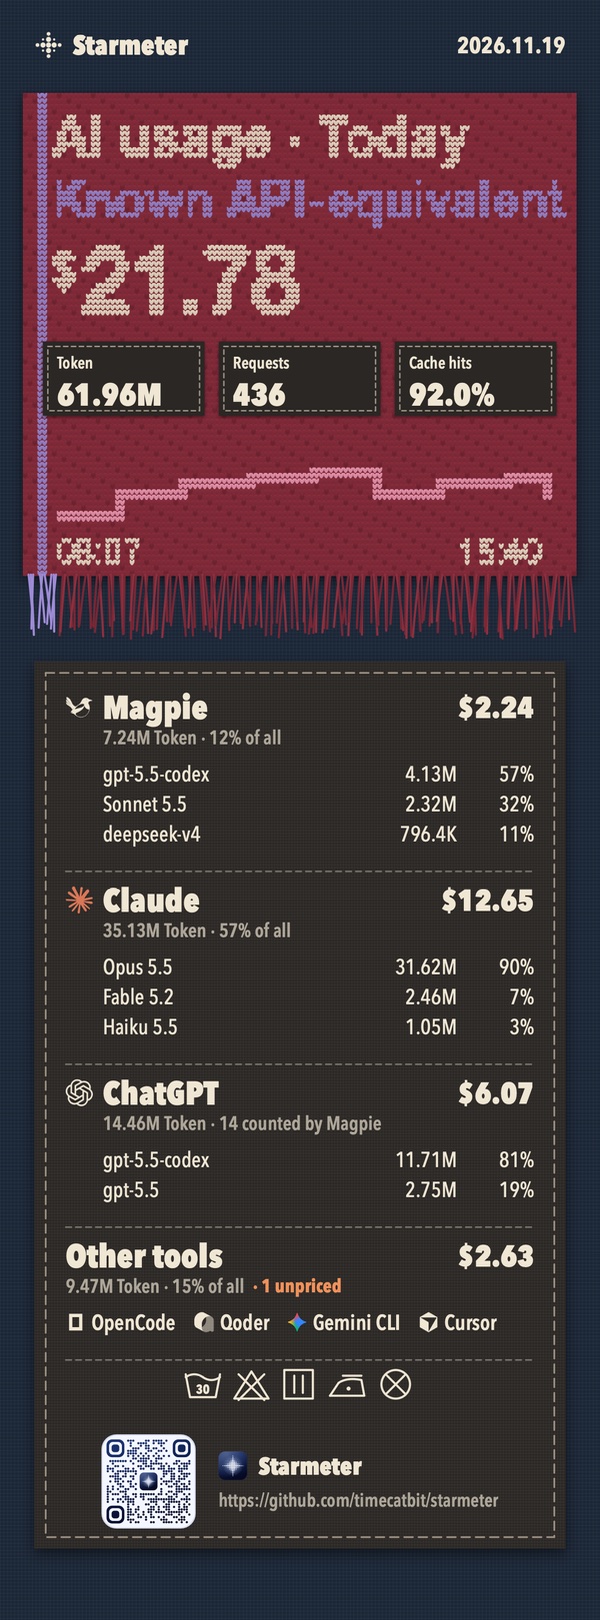 Starmeter
2026.11.19
AI usage · Today
Known API-equivalent
$21.78
Token
61.96M
Requests
436
Cache hits
92.0%
08:07
15:40
Magpie $2.24
7.24M Token · 12% of all
gpt-5.5-codex 4.13M 57%
Sonnet 5.5 2.32M 32%
deepseek-v4 796.4K 11%
Claude $12.65
35.13M Token · 57% of all
Opus 5.5 31.62M 90%
Fable 5.2 2.46M 7%
Haiku 5.5 1.05M 3%
ChatGPT $6.07
14.46M Token · 14 counted by Magpie
gpt-5.5-codex 11.71M 81%
gpt-5.5 2.75M 19%
Other tools $2.63
9.47M Token · 15% of all · 1 unpriced
OpenCode Qoder Gemini CLI Cursor
30
Starmeter
https://github.com/timecatbit/starmeter